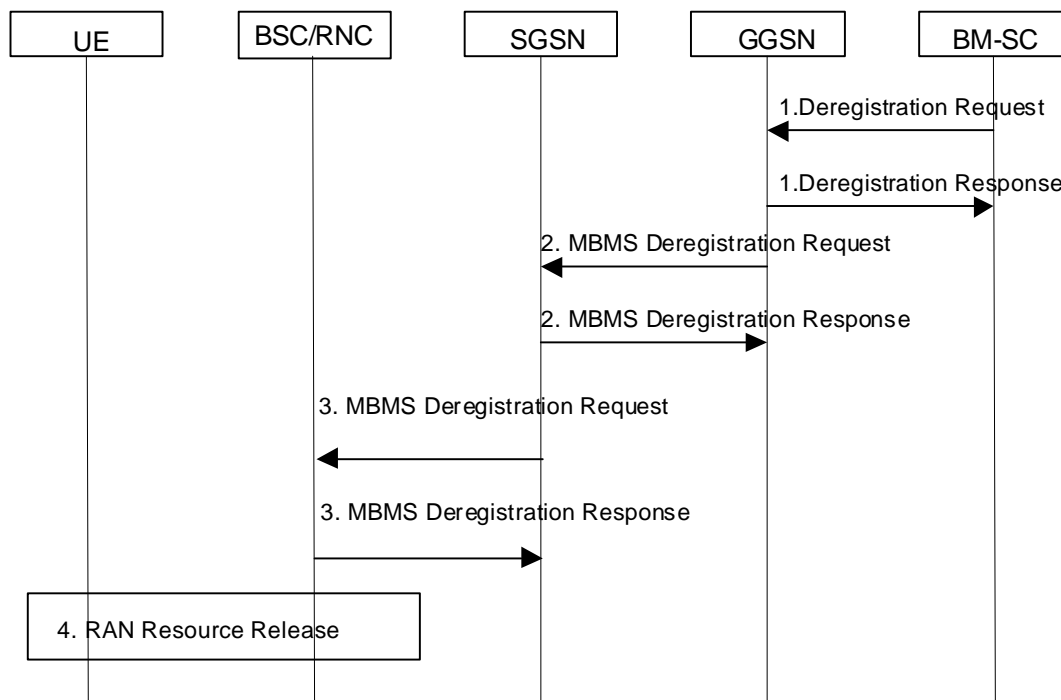 UE
BSC/RNC
SGSN
GGSN
BM-SC
1.Deregistration Request
1.Deregistration Response
2. MBMS Deregistration Request
2. MBMS Deregistration Response
3. MBMS Deregistration Request
3. MBMS Deregistration Response
4. RAN Resource Release